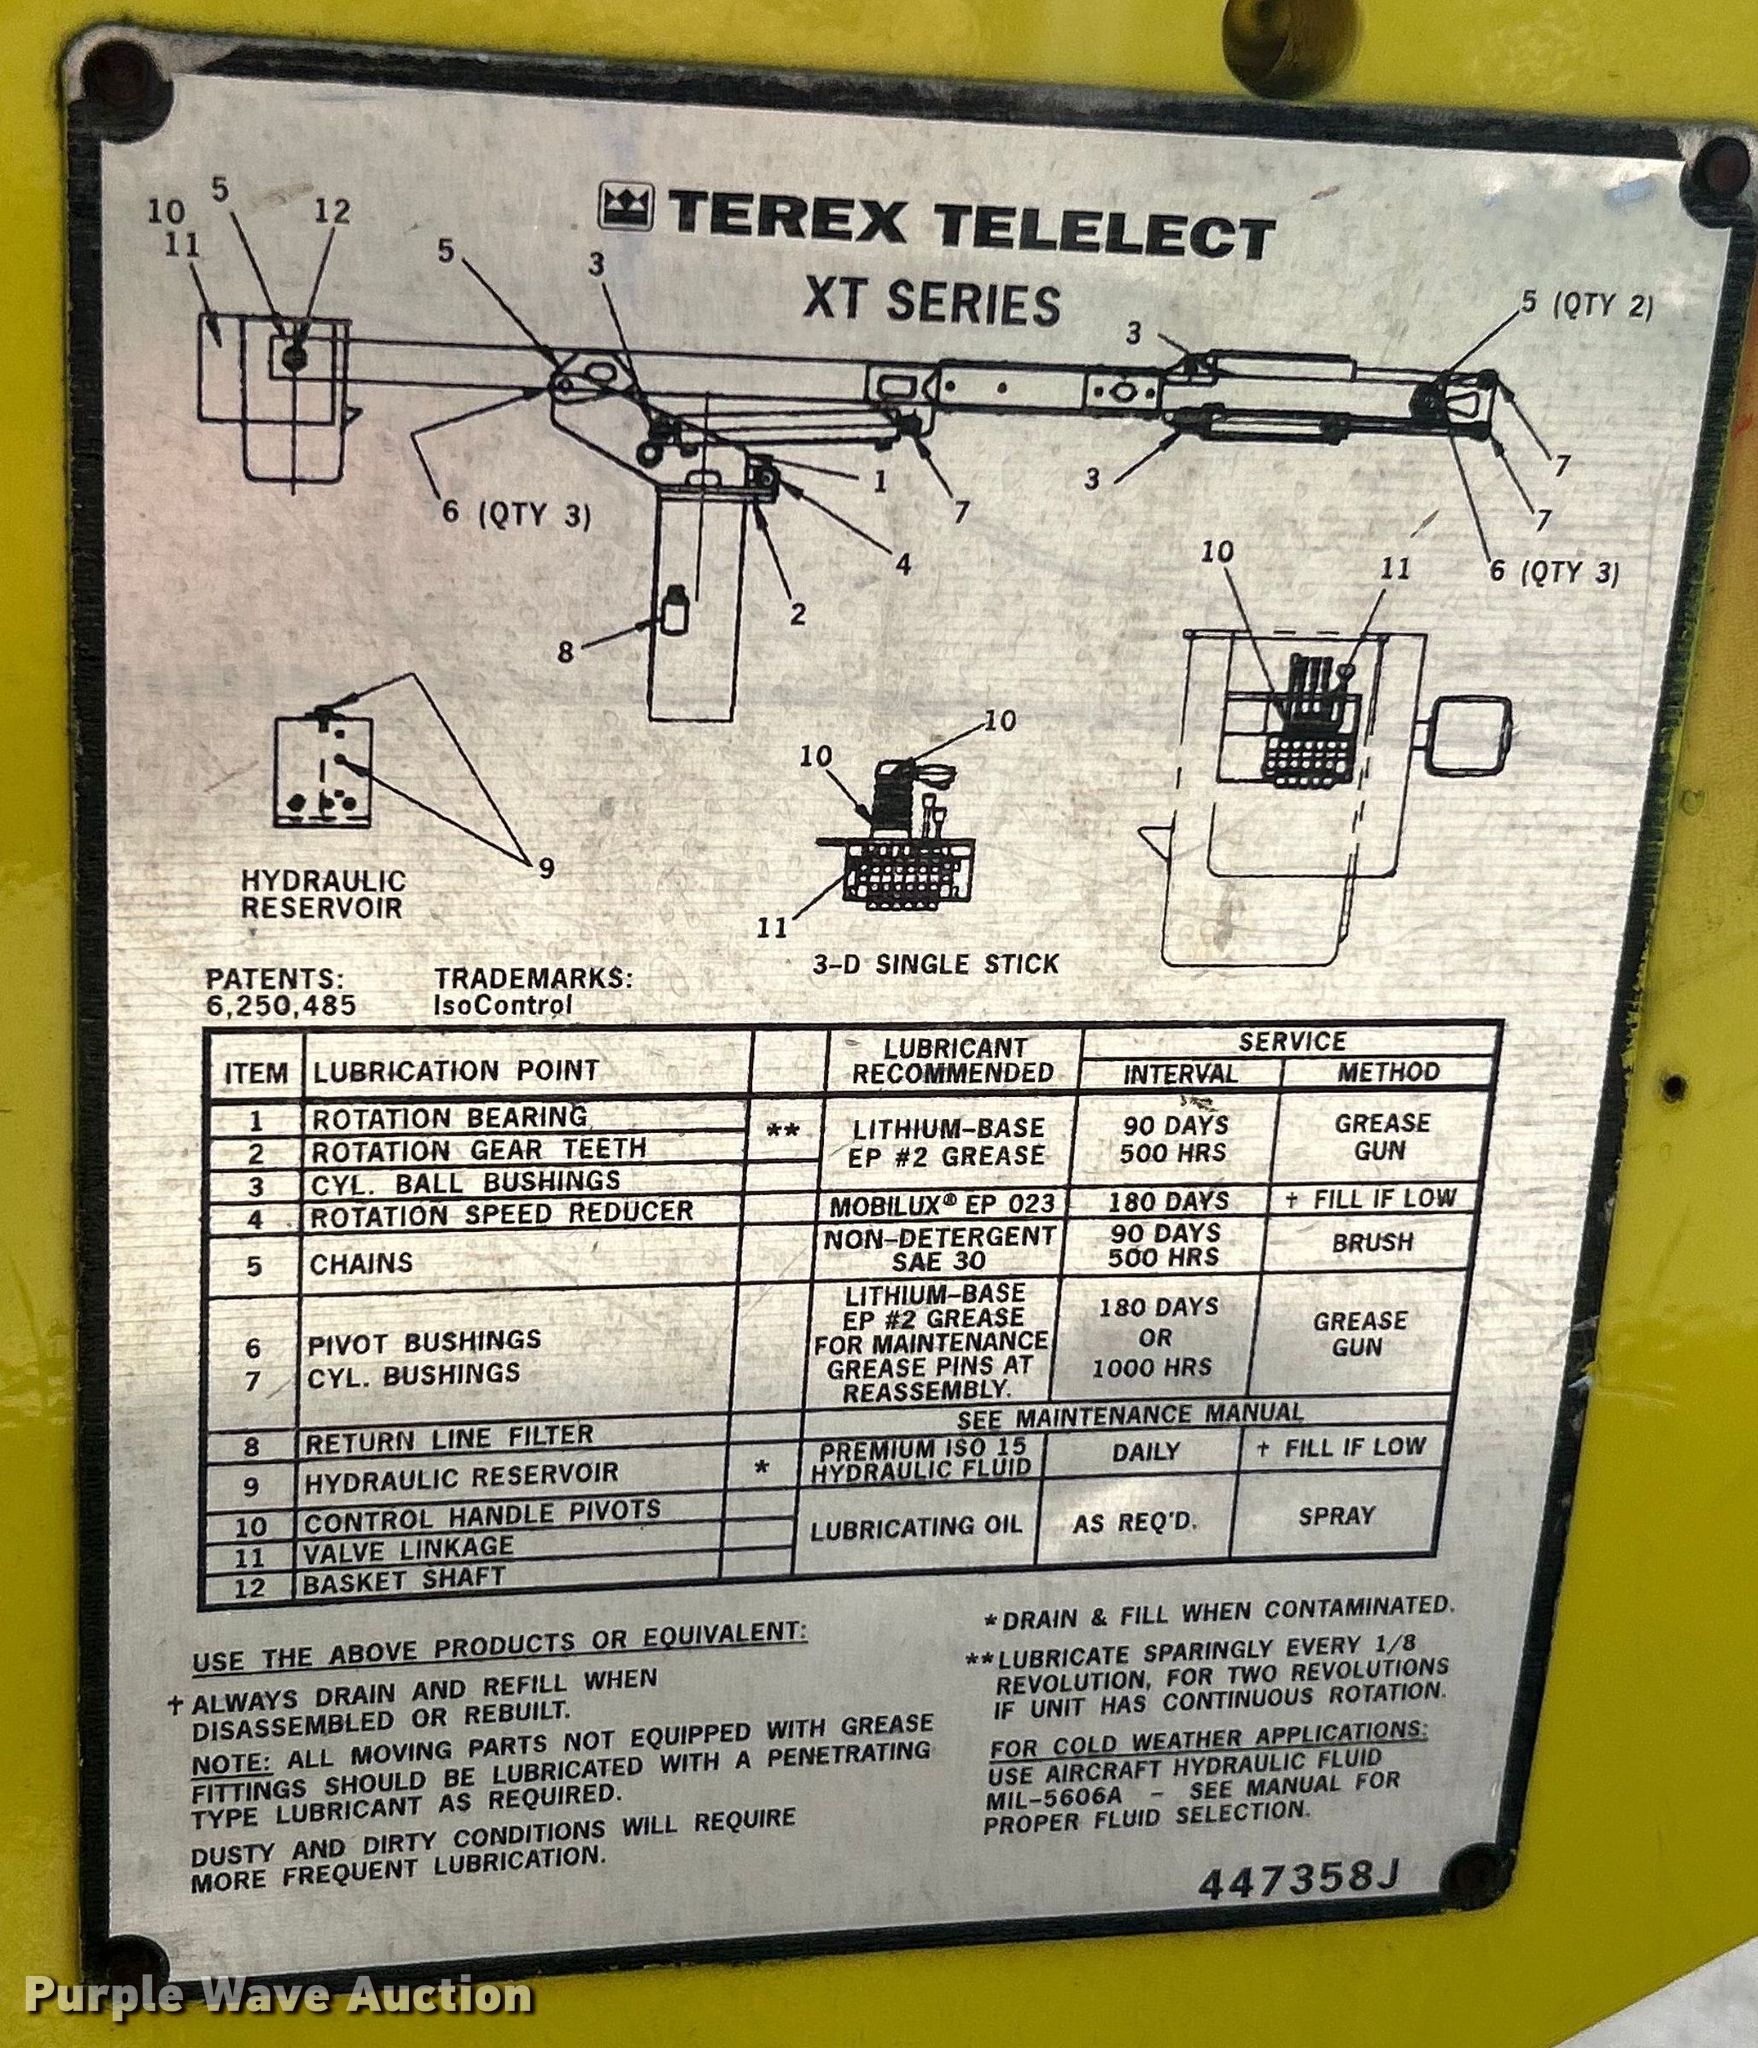 TEREX TELELECT
XT SERIES
5
10
11
12
5
3
3
5 (QTY 2)
6 (QTY 3)
1
7
3
7
7
4
2
8
10
11
6 (QTY 3)
9
10
10
11
HYDRAULIC
RESERVOIR
3-D SINGLE STICK
PATENTS:
6,250,485
TRADEMARKS:
IsoControl
ITEM LUBRICATION POINT LUBRICANT RECOMMENDED SERVICE
INTERVAL METHOD
1 ROTATION BEARING
2 ROTATION GEAR TEETH
3 CYL. BALL BUSHINGS
**
LITHIUM-BASE
EP #2 GREASE
90 DAYS
500 HRS
GREASE
GUN
4 ROTATION SPEED REDUCER MOBILUX® EP 023 180 DAYS † FILL IF LOW
5 CHAINS
NON-DETERGENT
SAE 30
90 DAYS
500 HRS
BRUSH
6 PIVOT BUSHINGS
7 CYL. BUSHINGS
LITHIUM-BASE
EP #2 GREASE
FOR MAINTENANCE
GREASE PINS AT
REASSEMBLY.
180 DAYS
OR
1000 HRS
GREASE
GUN
8 RETURN LINE FILTER SEE MAINTENANCE MANUAL
9 HYDRAULIC RESERVOIR *
PREMIUM ISO 15
HYDRAULIC FLUID
DAILY † FILL IF LOW
10 CONTROL HANDLE PIVOTS
11 VALVE LINKAGE
12 BASKET SHAFT
LUBRICATING OIL AS REQ'D. SPRAY
USE THE ABOVE PRODUCTS OR EQUIVALENT:
† ALWAYS DRAIN AND REFILL WHEN
DISASSEMBLED OR REBUILT.
NOTE: ALL MOVING PARTS NOT EQUIPPED WITH GREASE
FITTINGS SHOULD BE LUBRICATED WITH A PENETRATING
TYPE LUBRICANT AS REQUIRED.
DUSTY AND DIRTY CONDITIONS WILL REQUIRE
MORE FREQUENT LUBRICATION.
*DRAIN & FILL WHEN CONTAMINATED.
**LUBRICATE SPARINGLY EVERY 1/8
REVOLUTION, FOR TWO REVOLUTIONS
IF UNIT HAS CONTINUOUS ROTATION.
FOR COLD WEATHER APPLICATIONS:
USE AIRCRAFT HYDRAULIC FLUID
MIL-5606A - SEE MANUAL FOR
PROPER FLUID SELECTION.
447358J
Purple Wave Auction